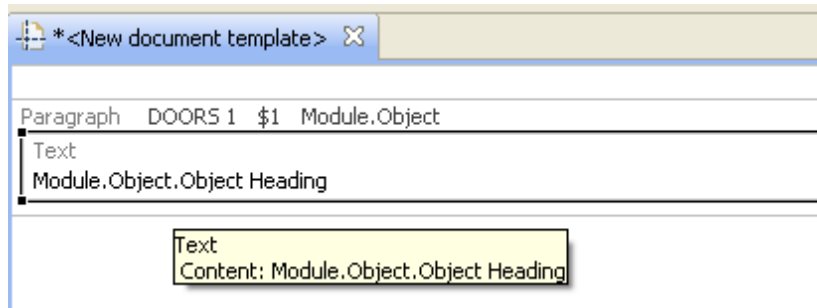 *<New document template>
Paragraph DOORS 1 $1 Module.Object
Text
Module.Object.Object Heading
Text
Content: Module.Object.Object Heading